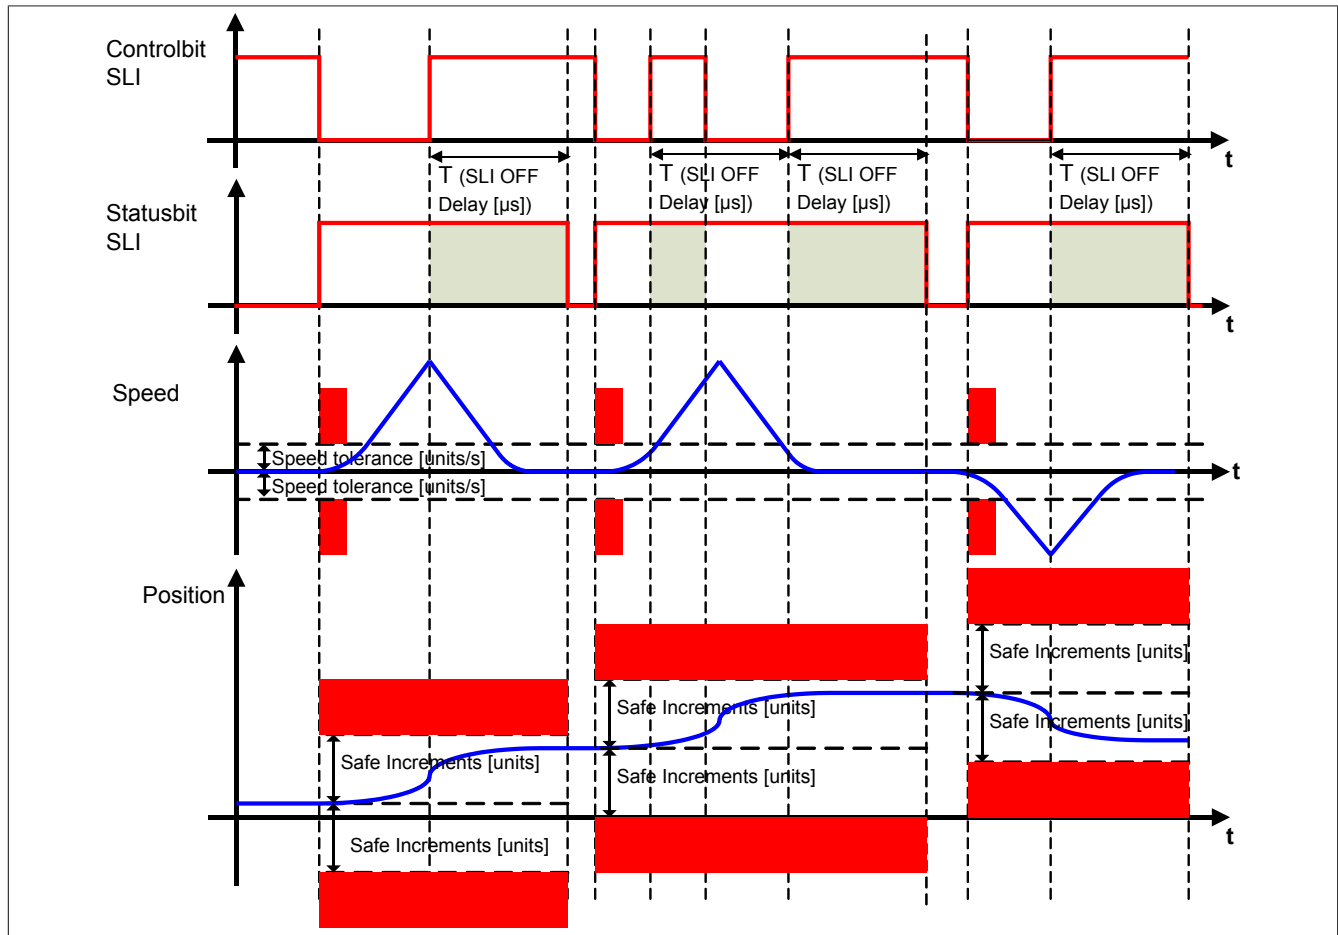 Controlbit
SLI
t
T (SLI OFF
Delay [µs])
T (SLI OFF
Delay [µs])
T (SLI OFF
Delay [µs])
T (SLI OFF
Delay [µs])
Statusbit
SLI
t
Speed
Speed tolerance [units/s]
Speed tolerance [units/s]
t
Position
Safe Increments [units]
Safe Increments [units]
Safe Increments [units]
Safe Increments [units]
Safe Increments [units]
Safe Increments [units]
t